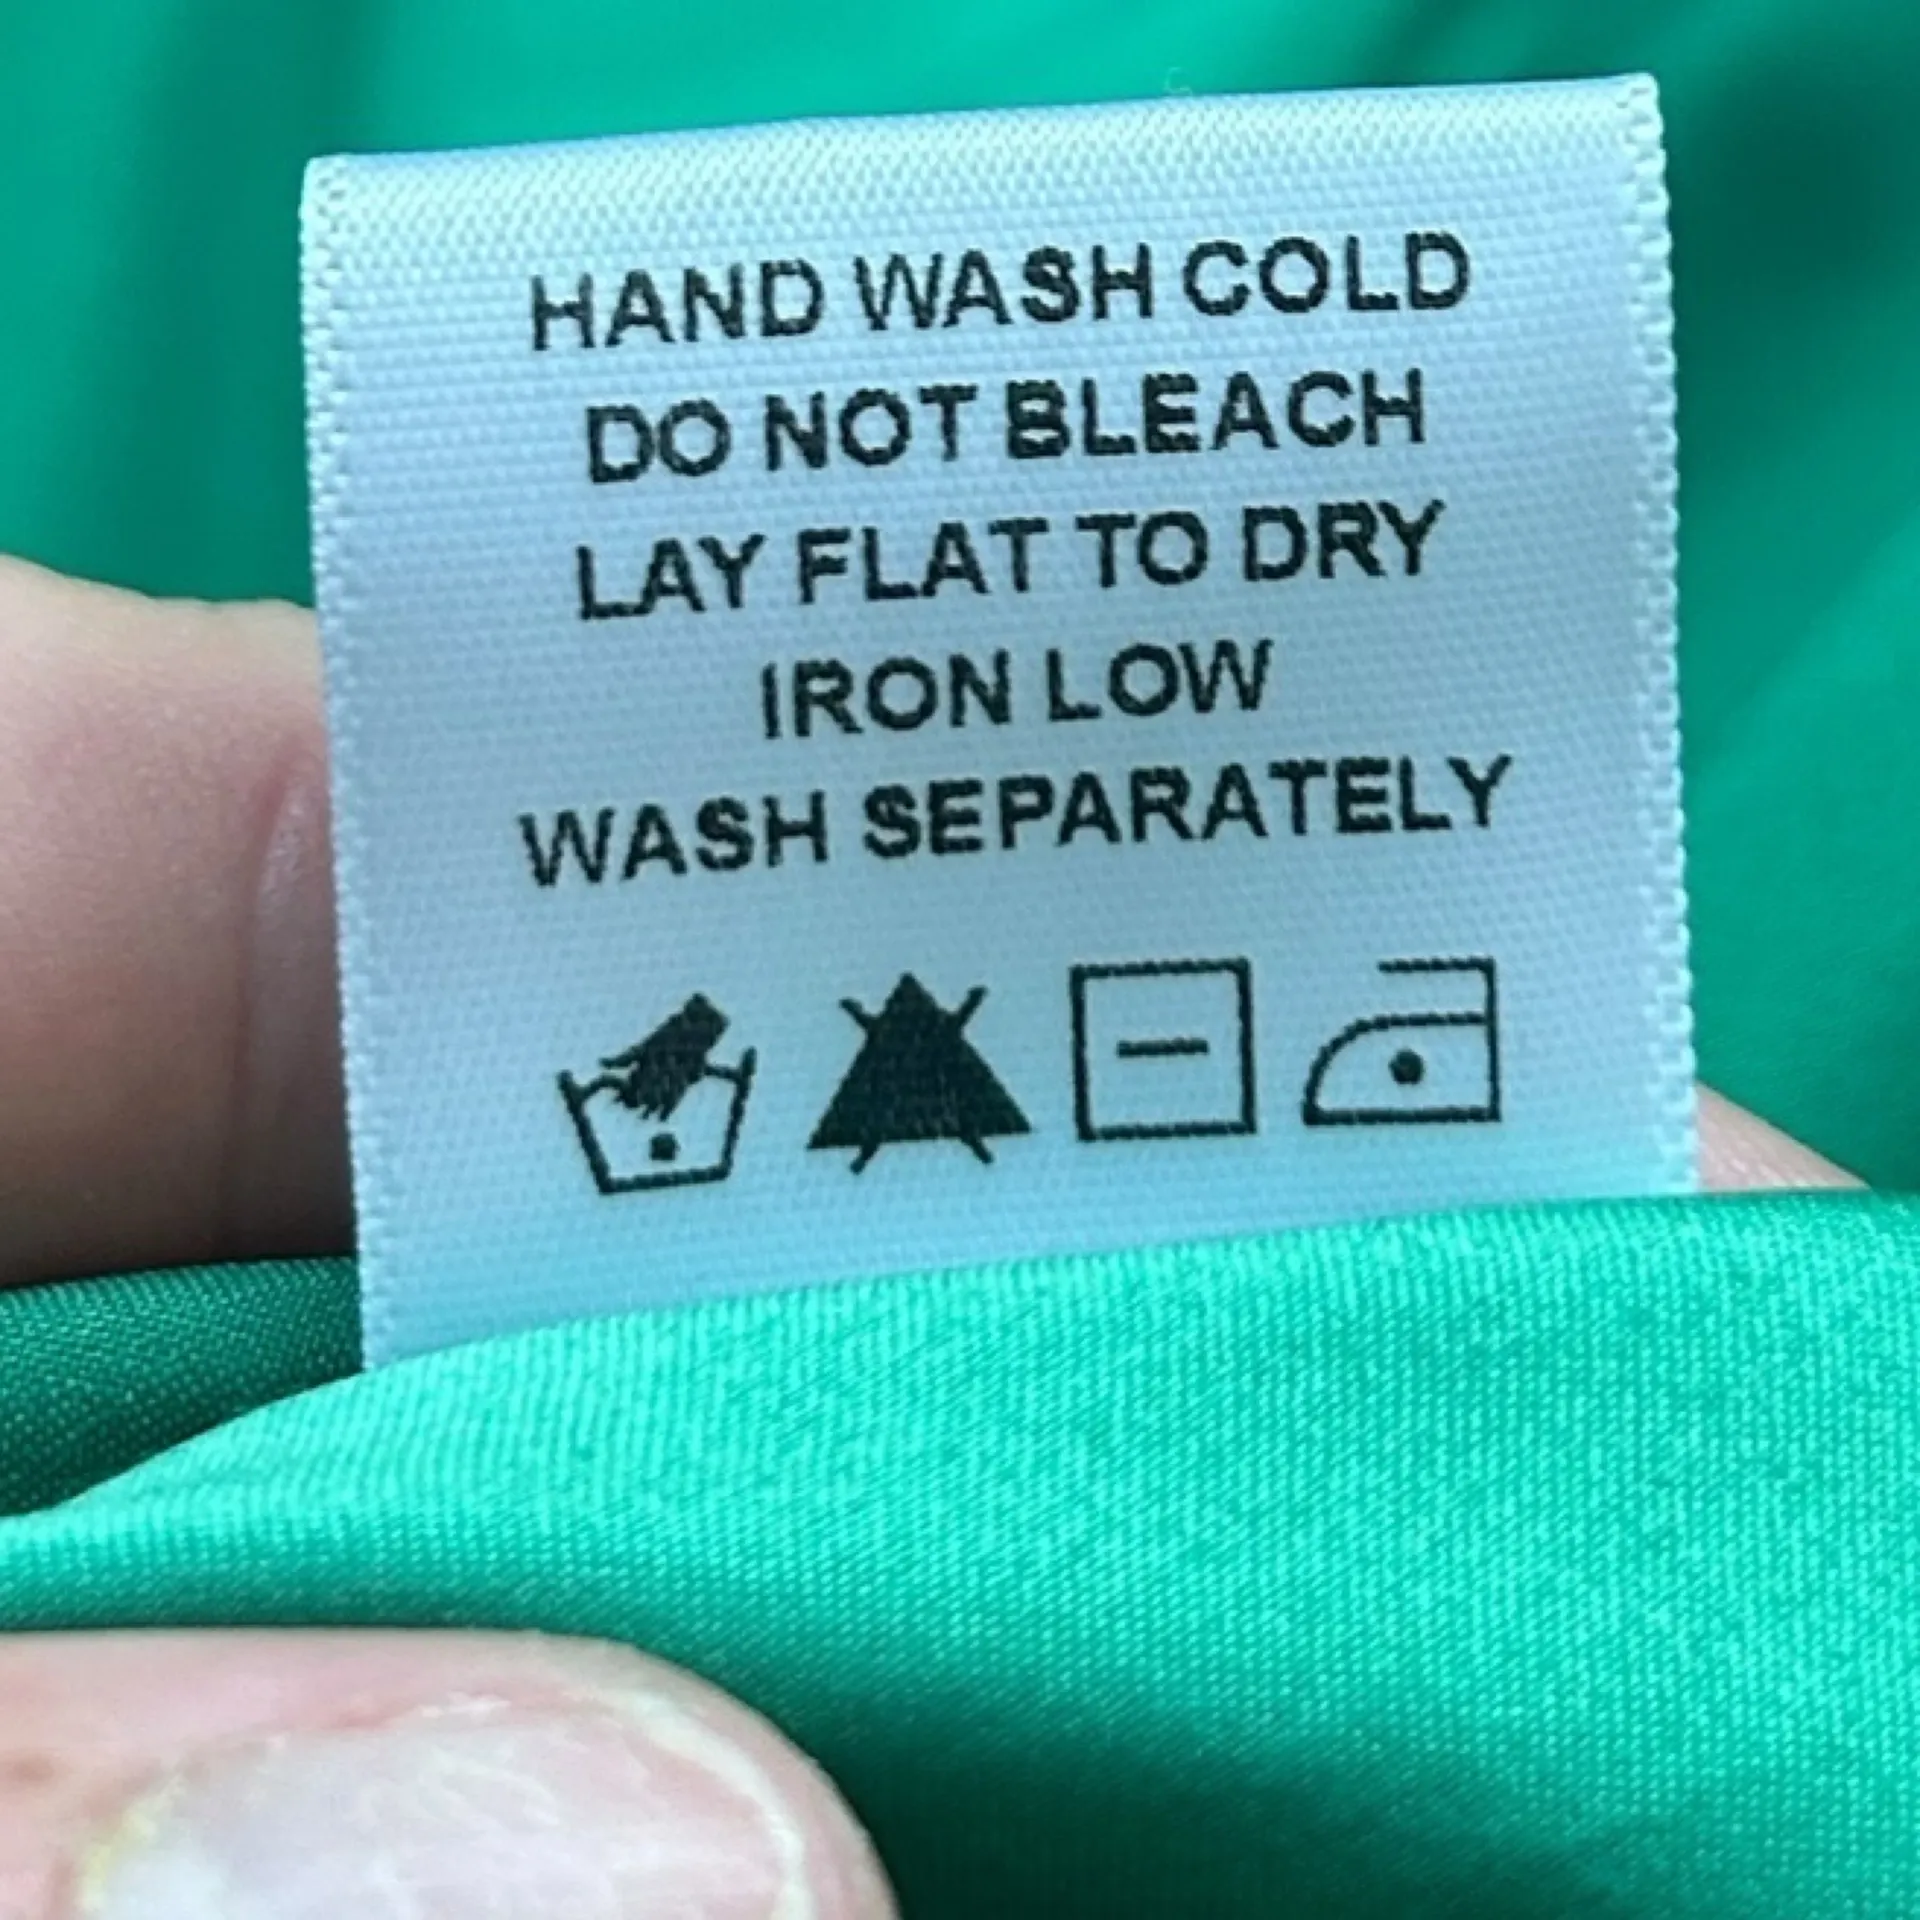 HAND WASH COLD
DO NOT BLEACH
LAY FLAT TO DRY
IRON LOW
WASH SEPARATELY